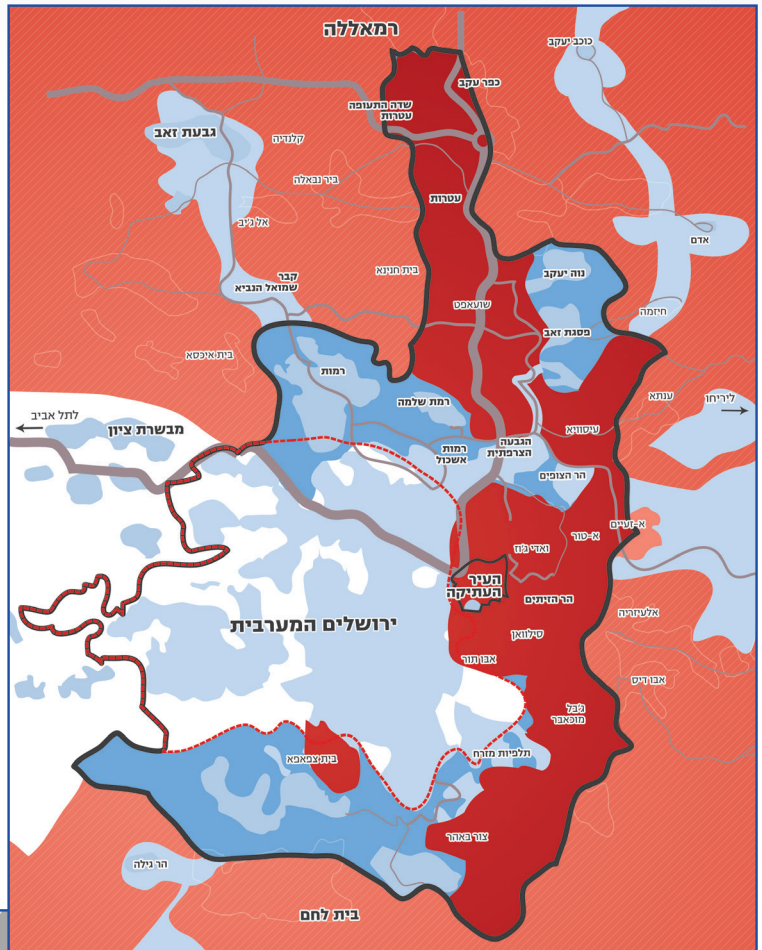 רמאללה
כוכב יעקב
כפר עקב
שדה התעופה
עטרות
גבעת זאב
קלנדיה
ביר נבאלה
עטרות
אל ג'יב
אדם
בית חנינא
נוה יעקב
קבר
שמואל הנביא
שועאפט
חיזמה
פסגת זאב
בית איכסא
רמות
ענתא
ליריחו
רמת שלמה
לתל אביב
מבשרת ציון
עיסוויא
הגבעה
הצרפתית
רמות
אשכול
הר הצופים
א-זעיים
א-טור
ואדי ג'וז
העיר
העתיקה
הר הזיתים
אלעיזריה
ירושלים המערבית
סילוואן
אבו תור
אבו דיס
ג'בל
מוכאבר
תלפיות מזרח
בית צפאפא
צור באהר
הר גילה
בית לחם